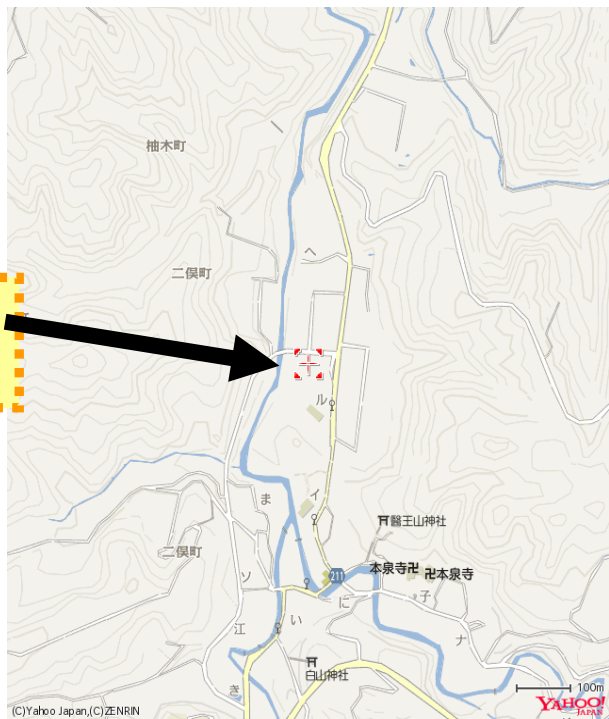 柚木町
へ
二俣町
ル
ま
イ
二俣町
醫王山神社
ソ
211
本泉寺
本泉寺
に
子
江
い
ナ
白山神社
き
100m
(C)Yahoo Japan,(C)ZENRIN
YAHOO!
JAPAN